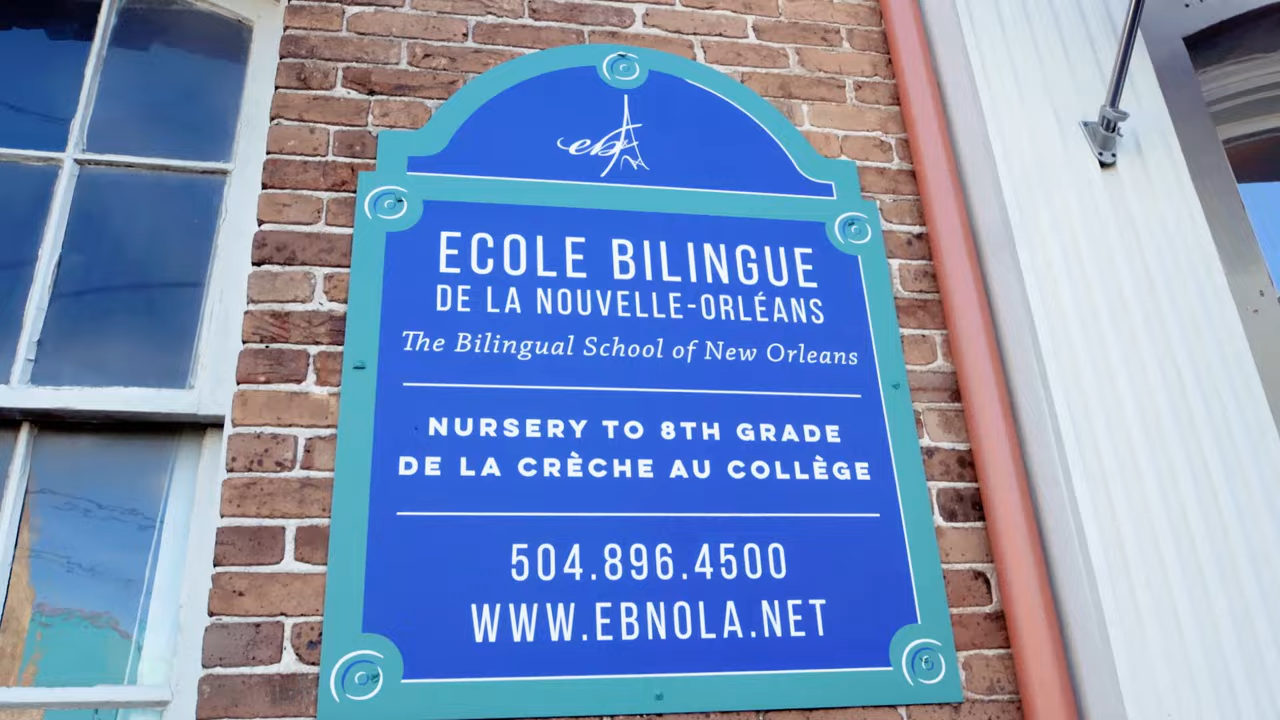 eb
ECOLE BILINGUE
DE LA NOUVELLE-ORLÉANS
The Bilingual School of New Orleans
NURSERY TO 8TH GRADE
DE LA CRÈCHE AU COLLÈGE
504.896.4500
WWW.EBNOLA.NET